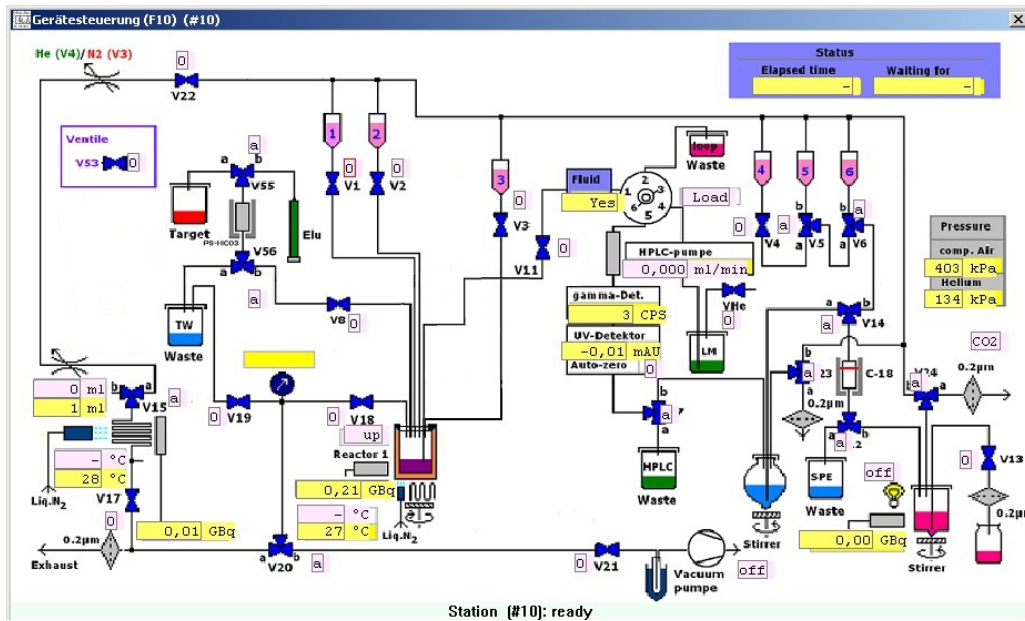 Gerätesteuerung (F10) (#10)
He (V4)/N2 (V3)
0
V22
Status
Elapsed time
Waiting for
-
-
Ventile
V53
0
a
a
b
V55
1
2
0
V1
0
V2
3
0
V3
loop
Waste
Fluid
Yes
1
2
3
4
5
6
Load
4
5
6
0
V4
a
b
a
V5
b
a
a
V6
Pressure
comp. Air
403 kPa
Helium
134 kPa
Target
PS-HCO3
Elu
V56
a
b
a
V11
0
HPLC-pumpe
0,000 ml/min
gamma-Det.
3 CPS
UV-Detektor
-0,01 mAU
Auto-zero
0
VHe
0
LM
a
b
V14
a
CO2
TW
Waste
V8
0
C-18
a
b
a
23
0.2µm
a
V24
0.2µm
0 ml
1 ml
b
a
V15
a
0
V19
V18
0
up
Reactor 1
b
a
a
HPLC
Waste
a
b
a
.2
SPE
Waste
off
0
V13
0.2µm
- °C
28 °C
Liq.N2
V17
0
0,01 GBq
0,21 GBq
- °C
27 °C
Liq.N2
Stirrer
0,00 GBq
Stirrer
0.2µm
Exhaust
a
b
V20
a
0
V21
Vacuum
pumpe
off
Station (#10): ready